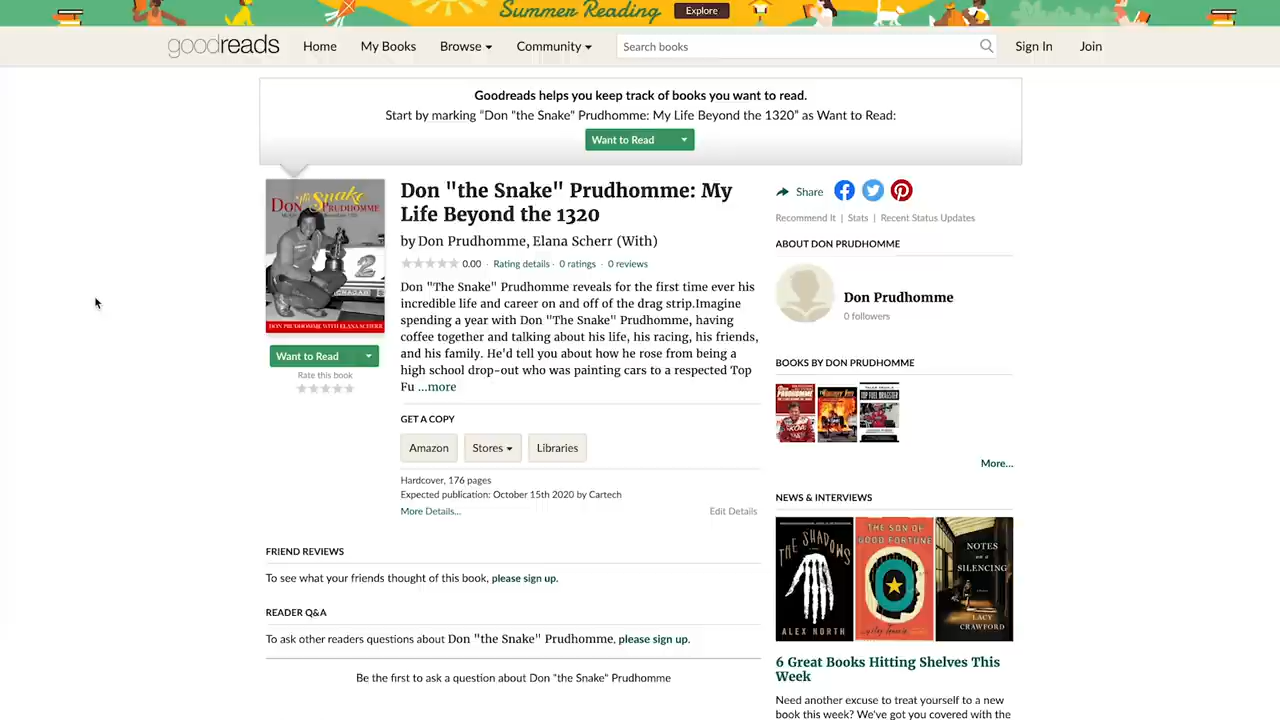 Summer Reading Explore
goodreads Home My Books Browse Community Search books Sign In Join
Goodreads helps you keep track of books you want to read.
Start by marking “Don "the Snake" Prudhomme: My Life Beyond the 1320” as Want to Read:
Want to Read
the Snake
DON PRUDHOMME
DON PRUDHOMME WITH ELANA SCHERR
Want to Read
Rate this book
Don "the Snake" Prudhomme: My
Life Beyond the 1320
by Don Prudhomme, Elana Scherr (With)
0.00 · Rating details · 0 ratings · 0 reviews
Don "The Snake" Prudhomme reveals for the first time ever his
incredible life and career on and off of the drag strip.Imagine
spending a year with Don "The Snake" Prudhomme, having
coffee together and talking about his life, his racing, his friends,
and his family. He'd tell you about how he rose from being a
high school drop-out who was painting cars to a respected Top
Fu ...more
GET A COPY
Amazon Stores Libraries
Hardcover, 176 pages
Expected publication: October 15th 2020 by Cartech
More Details... Edit Details
FRIEND REVIEWS
To see what your friends thought of this book, please sign up.
READER Q&A
To ask other readers questions about Don "the Snake" Prudhomme, please sign up.
Be the first to ask a question about Don "the Snake" Prudhomme
Share
Recommend It | Stats | Recent Status Updates
ABOUT DON PRUDHOMME
Don Prudhomme
0 followers
BOOKS BY DON PRUDHOMME
TOP FUEL DRAGSTER
More...
NEWS & INTERVIEWS
THE SHADOWS
ALEX NORTH
THE SON OF
GOOD FORTUNE
NOTES
on a
SILENCING
LACY
CRAWFORD
6 Great Books Hitting Shelves This
Week
Need another excuse to treat yourself to a new
book this week? We've got you covered with the